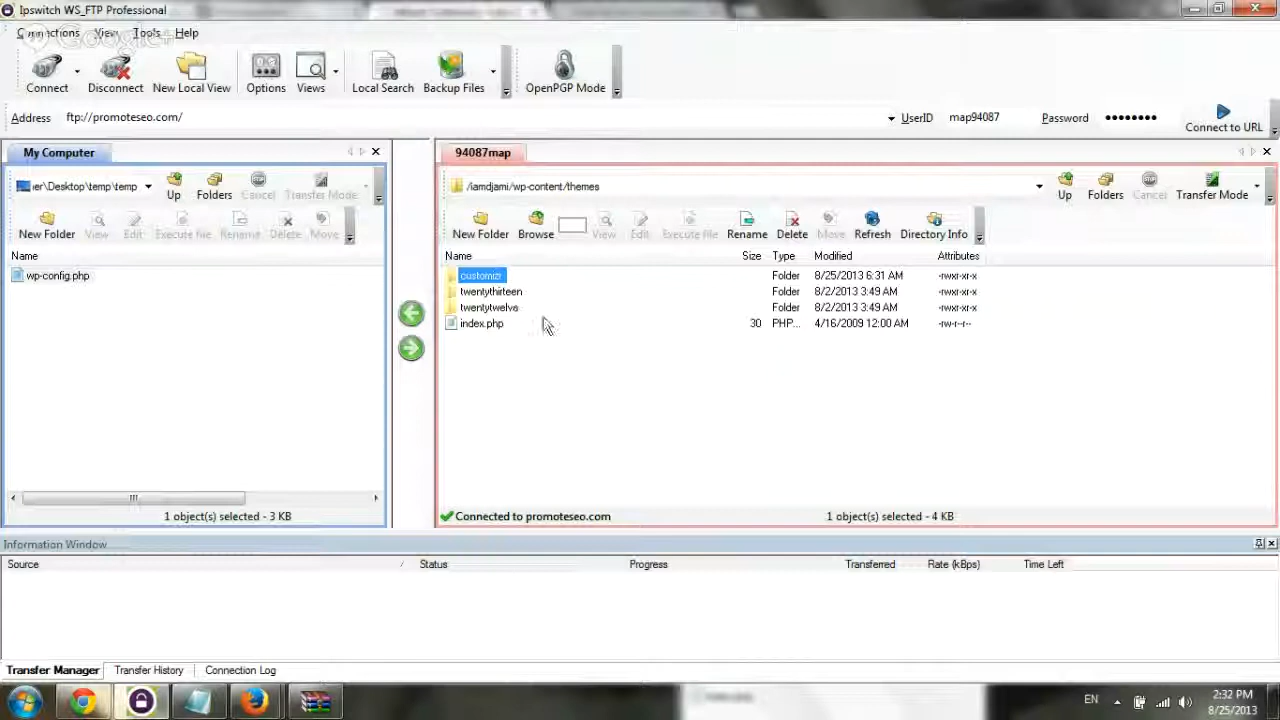 Ipswitch WS_FTP Professional
Connections View Tools Help
Google+
Connect Disconnect New Local View Options Views Local Search Backup Files OpenPGP Mode
Address ftp://promoteseo.com/ UserID map94087 Password •••••••• Connect to URL
My Computer
94087map
er\Desktop\temp\temp Up Folders Cancel Transfer Mode
/iamdjami/wp-content/themes Up Folders Cancel Transfer Mode
New Folder View Edit Execute file Rename Delete Move
New Folder Browse View Edit Execute file Rename Delete Move Refresh Directory Info
Name
Name Size Type Modified Attributes
wp-config.php
customizr Folder 8/25/2013 6:31 AM -rwxr-xr-x
twentythirteen Folder 8/2/2013 3:49 AM -rwxr-xr-x
twentytwelve Folder 8/2/2013 3:49 AM -rwxr-xr-x
index.php 30 PHP... 4/16/2009 12:00 AM -rw-r--r--
1 object(s) selected - 3 KB
Connected to promoteseo.com 1 object(s) selected - 4 KB
Information Window
Source / Status Progress Transferred Rate (kBps) Time Left
Transfer Manager Transfer History Connection Log
EN 2:32 PM
8/25/2013